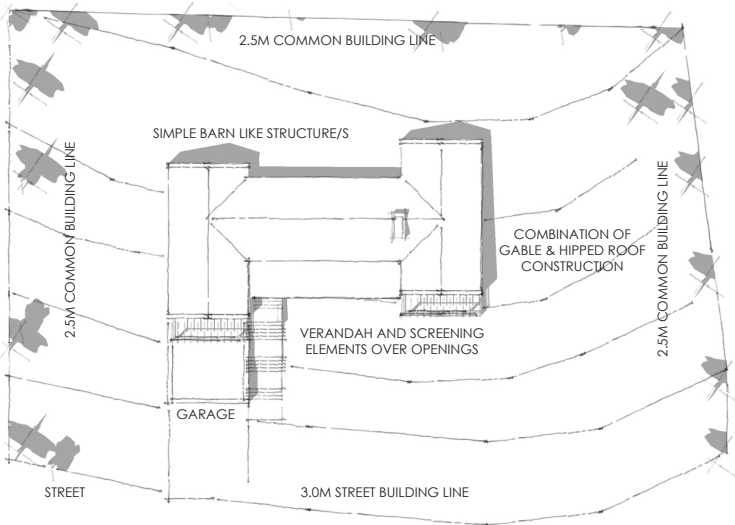 2.5M COMMON BUILDING LINE
SIMPLE BARN LIKE STRUCTURE/S
2.5M COMMON BUILDING LINE
2.5M COMMON BUILDING LINE
COMBINATION OF
GABLE & HIPPED ROOF
CONSTRUCTION
VERANDAH AND SCREENING
ELEMENTS OVER OPENINGS
GARAGE
STREET
3.0M STREET BUILDING LINE